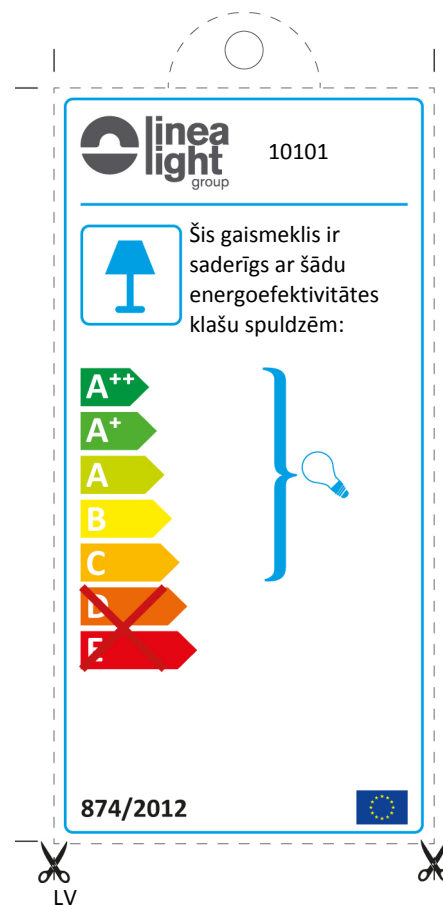 linea
light
group
10101
Šis gaismeklis ir
saderīgs ar šādu
energoefektivitātes
klašu spuldzēm:
A++
A+
A
B
C
D
E
874/2012
LV